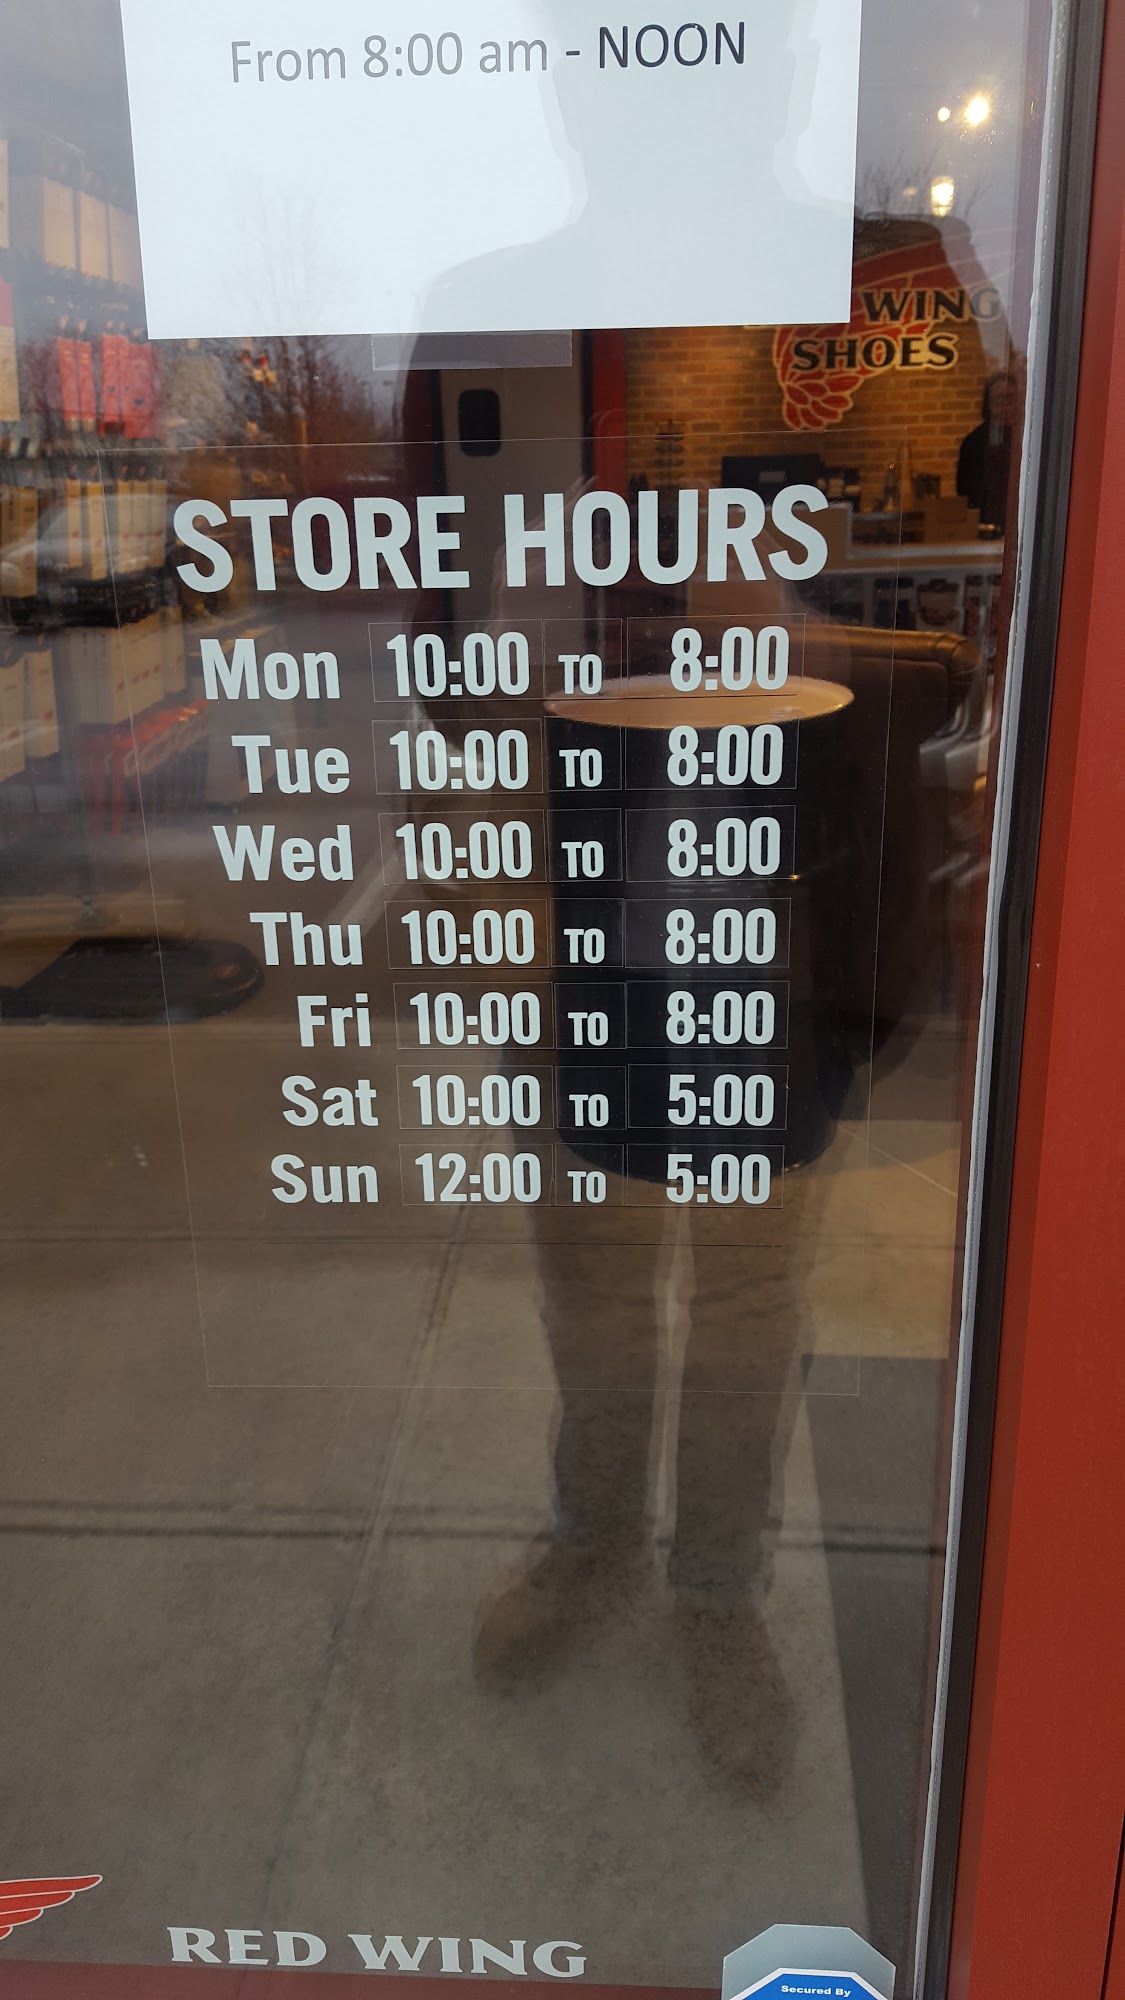 From 8:00 am - NOON
WING
SHOES
STORE HOURS
Mon 10:00 TO 8:00
Tue 10:00 TO 8:00
Wed 10:00 TO 8:00
Thu 10:00 TO 8:00
Fri 10:00 TO 8:00
Sat 10:00 TO 5:00
Sun 12:00 TO 5:00
RED WING
Secured By